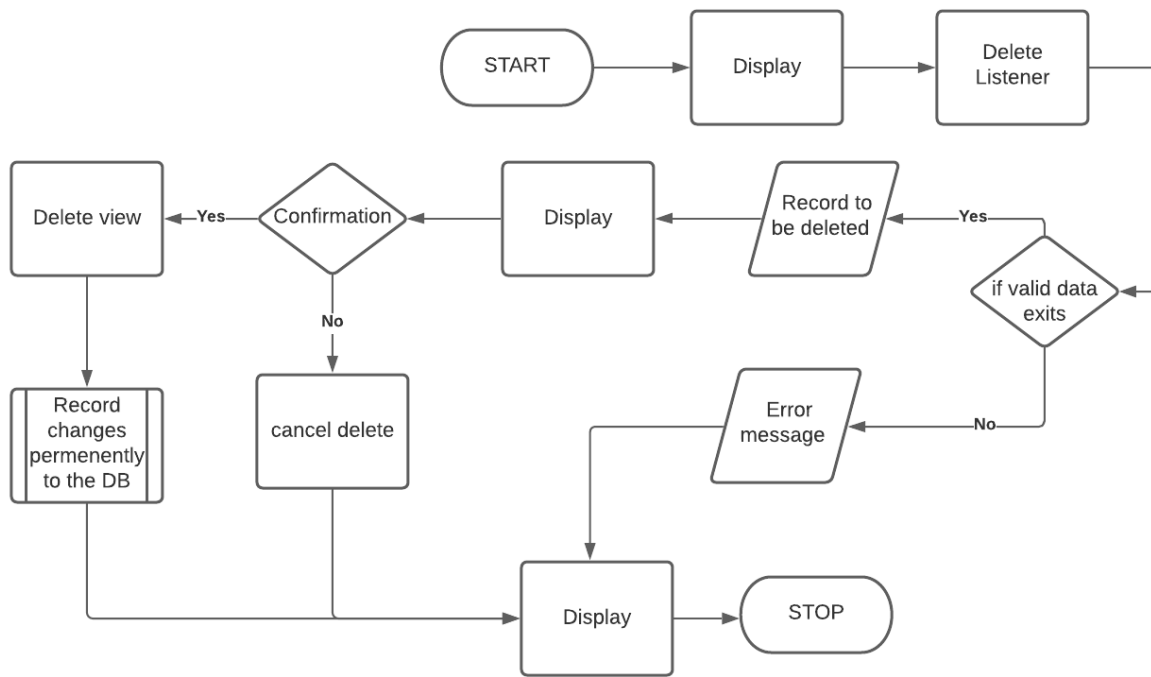 START
Display
Delete
Listener
Delete view
Yes
Confirmation
Display
Record to
be deleted
Yes
if valid data
exits
No
Record
changes
permenently
to the DB
cancel delete
Error
message
No
Display
STOP